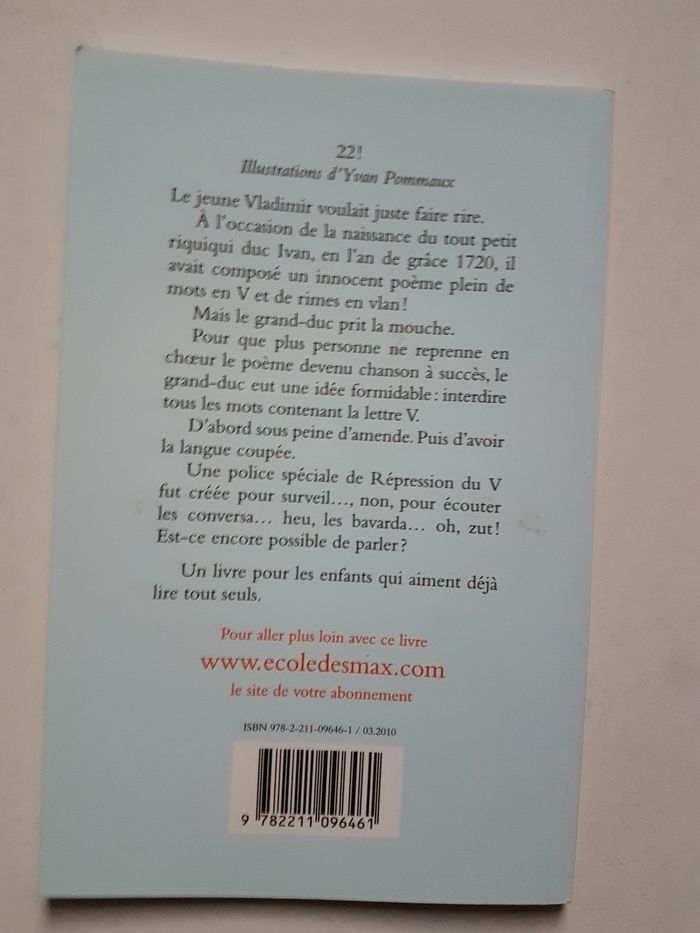 22!
Illustrations d'Yvan Pommaux
Le jeune Vladimir voulait juste faire rire.
À l'occasion de la naissance du tout petit
riquiqui duc Ivan, en l'an de grâce 1720, il
avait composé un innocent poème plein de
mots en V et de rimes en vlan!
Mais le grand-duc prit la mouche.
Pour que plus personne ne reprenne en
chœur le poème devenu chanson à succès, le
grand-duc eut une idée formidable: interdire
tous les mots contenant la lettre V.
D'abord sous peine d'amende. Puis d'avoir
la langue coupée.
Une police spéciale de Répression du V
fut créée pour surveil..., non, pour écouter
les conversa... heu, les bavarda... oh, zut!
Est-ce encore possible de parler?
Un livre pour les enfants qui aiment déjà
lire tout seuls.
Pour aller plus loin avec ce livre
www.ecoledesmax.com
le site de votre abonnement
ISBN 978-2-211-09646-1 / 03.2010
9 782211 096461